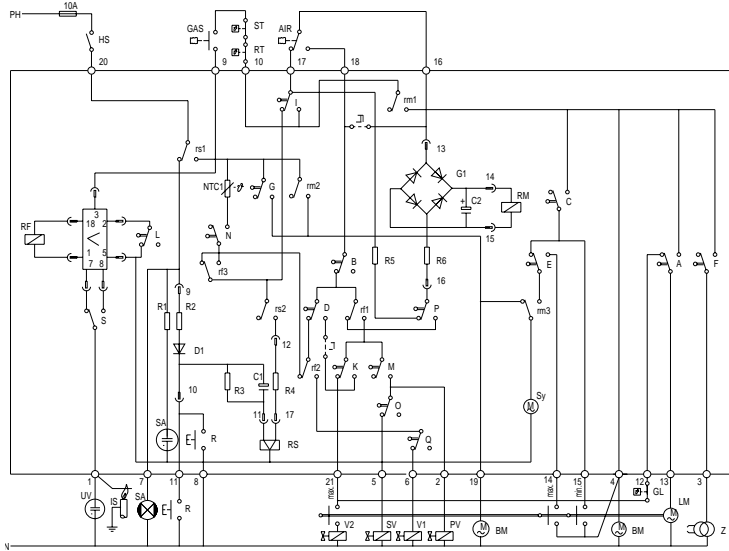 PH 10A
HS
GAS ST AIR
RT
20 9 10 17 18 16
I rm1
rs1 13
NTC1 G rm2 G1 14
3
18 2
1 5
7 8
RF L C2 + RM C
N 15
rf3 B R5 R6 E A F
9 16
S R1 R2 rs2 D rf1 P rm3
12
D1 rf2 K M
10 R3 C1 R4 Sy
M
11 17 O
SA R RS Q
1 7 11 8 21 5 6 2 19 14 15 4 12 13 3
max. max. min.
UV IS SA R GL LM
M
V2 SV V1 PV M BM M BM Z
N